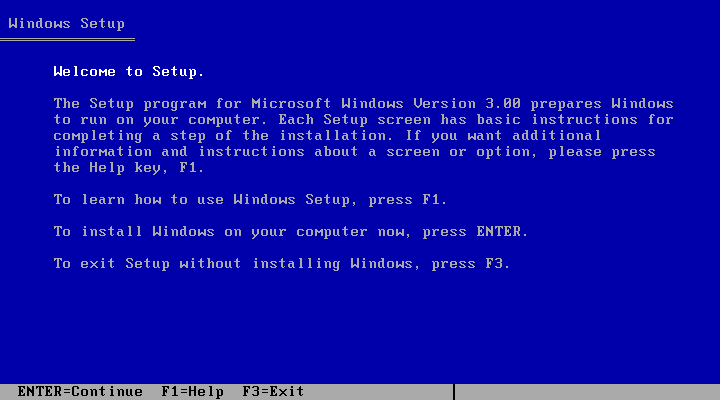 Windows Setup
Welcome to Setup.
The Setup program for Microsoft Windows Version 3.00 prepares Windows
to run on your computer. Each Setup screen has basic instructions for
completing a step of the installation. If you want additional
information and instructions about a screen or option, please press
the Help key, F1.
To learn how to use Windows Setup, press F1.
To install Windows on your computer now, press ENTER.
To exit Setup without installing Windows, press F3.
ENTER=Continue  F1=Help  F3=Exit